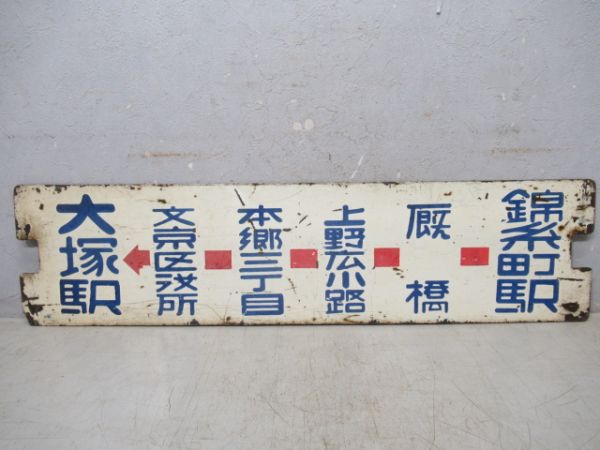 錦糸町駅
厩橋
上野広小路
本郷三丁目
文京区役所
大塚駅